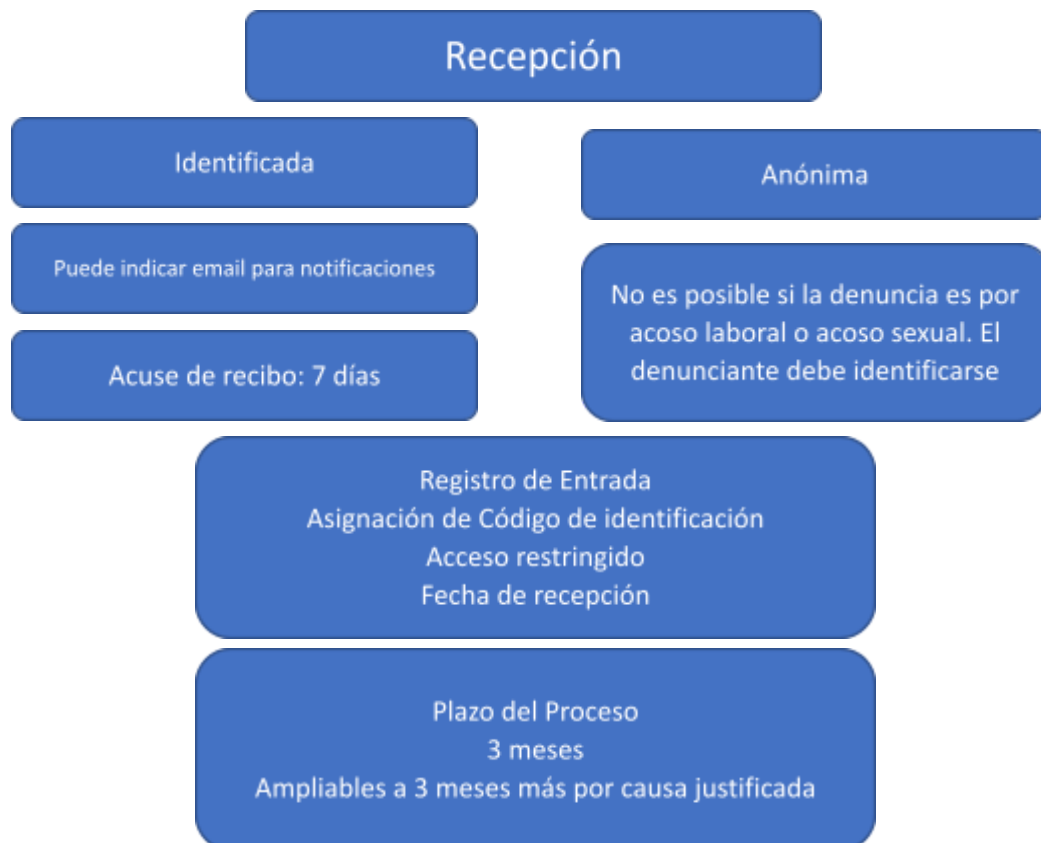 Recepción
Identificada
Puede indicar email para notificaciones
Acuse de recibo: 7 días
Anónima
No es posible si la denuncia es por
acoso laboral o acoso sexual. El
denunciante debe identificarse
Registro de Entrada
Asignación de Código de identificación
Acceso restringido
Fecha de recepción
Plazo del Proceso
3 meses
Ampliables a 3 meses más por causa justificada